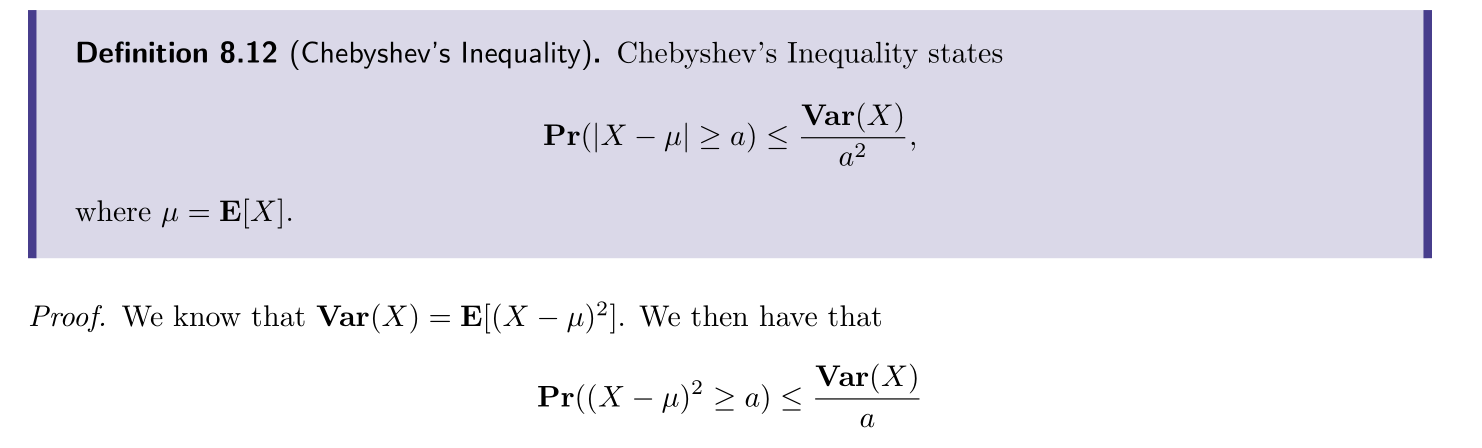 Definition 8.12 (Chebyshev's Inequality). Chebyshev's Inequality states
Pr(|X − μ| ≥ a) ≤ Var(X)/a²,
where μ = E[X].
Proof. We know that Var(X) = E[(X − μ)²]. We then have that
Pr((X − μ)² ≥ a) ≤ Var(X)/a